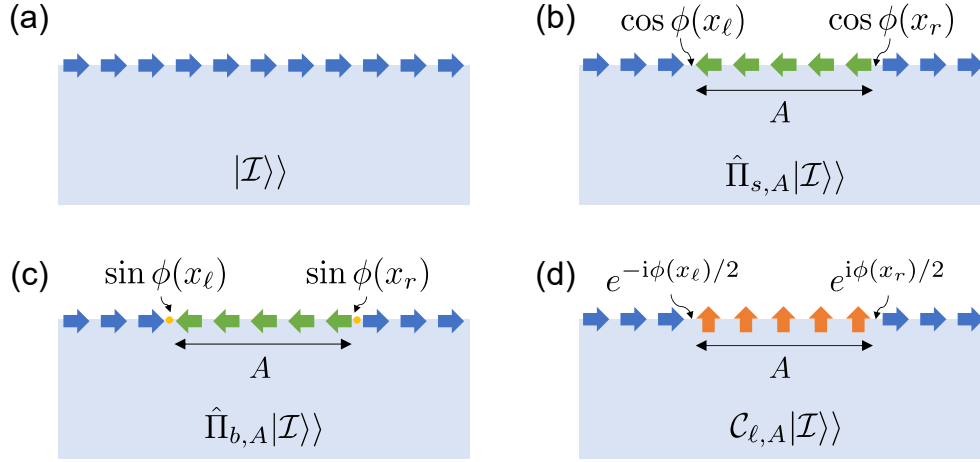 (a)
|ℐ⟩⟩
(b)
cos ϕ(x_ℓ) cos ϕ(x_r)
A
Π̂_{s,A}|ℐ⟩⟩
(c)
sin ϕ(x_ℓ) sin ϕ(x_r)
A
Π̂_{b,A}|ℐ⟩⟩
(d)
e^{−iϕ(x_ℓ)/2} e^{iϕ(x_r)/2}
A
𝒞_{ℓ,A}|ℐ⟩⟩